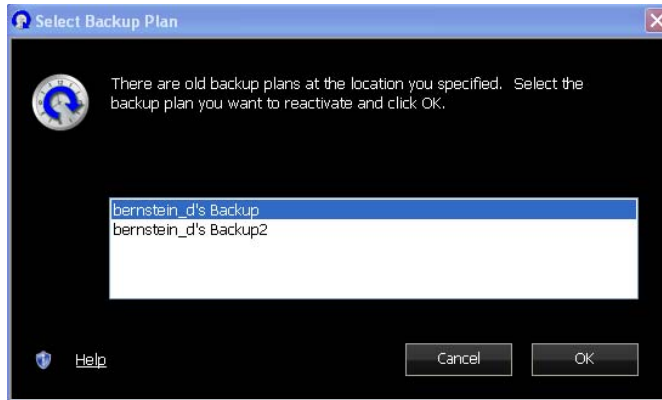 Select Backup Plan
There are old backup plans at the location you specified. Select the
backup plan you want to reactivate and click OK.
bernstein_d's Backup
bernstein_d's Backup2
Help
Cancel
OK